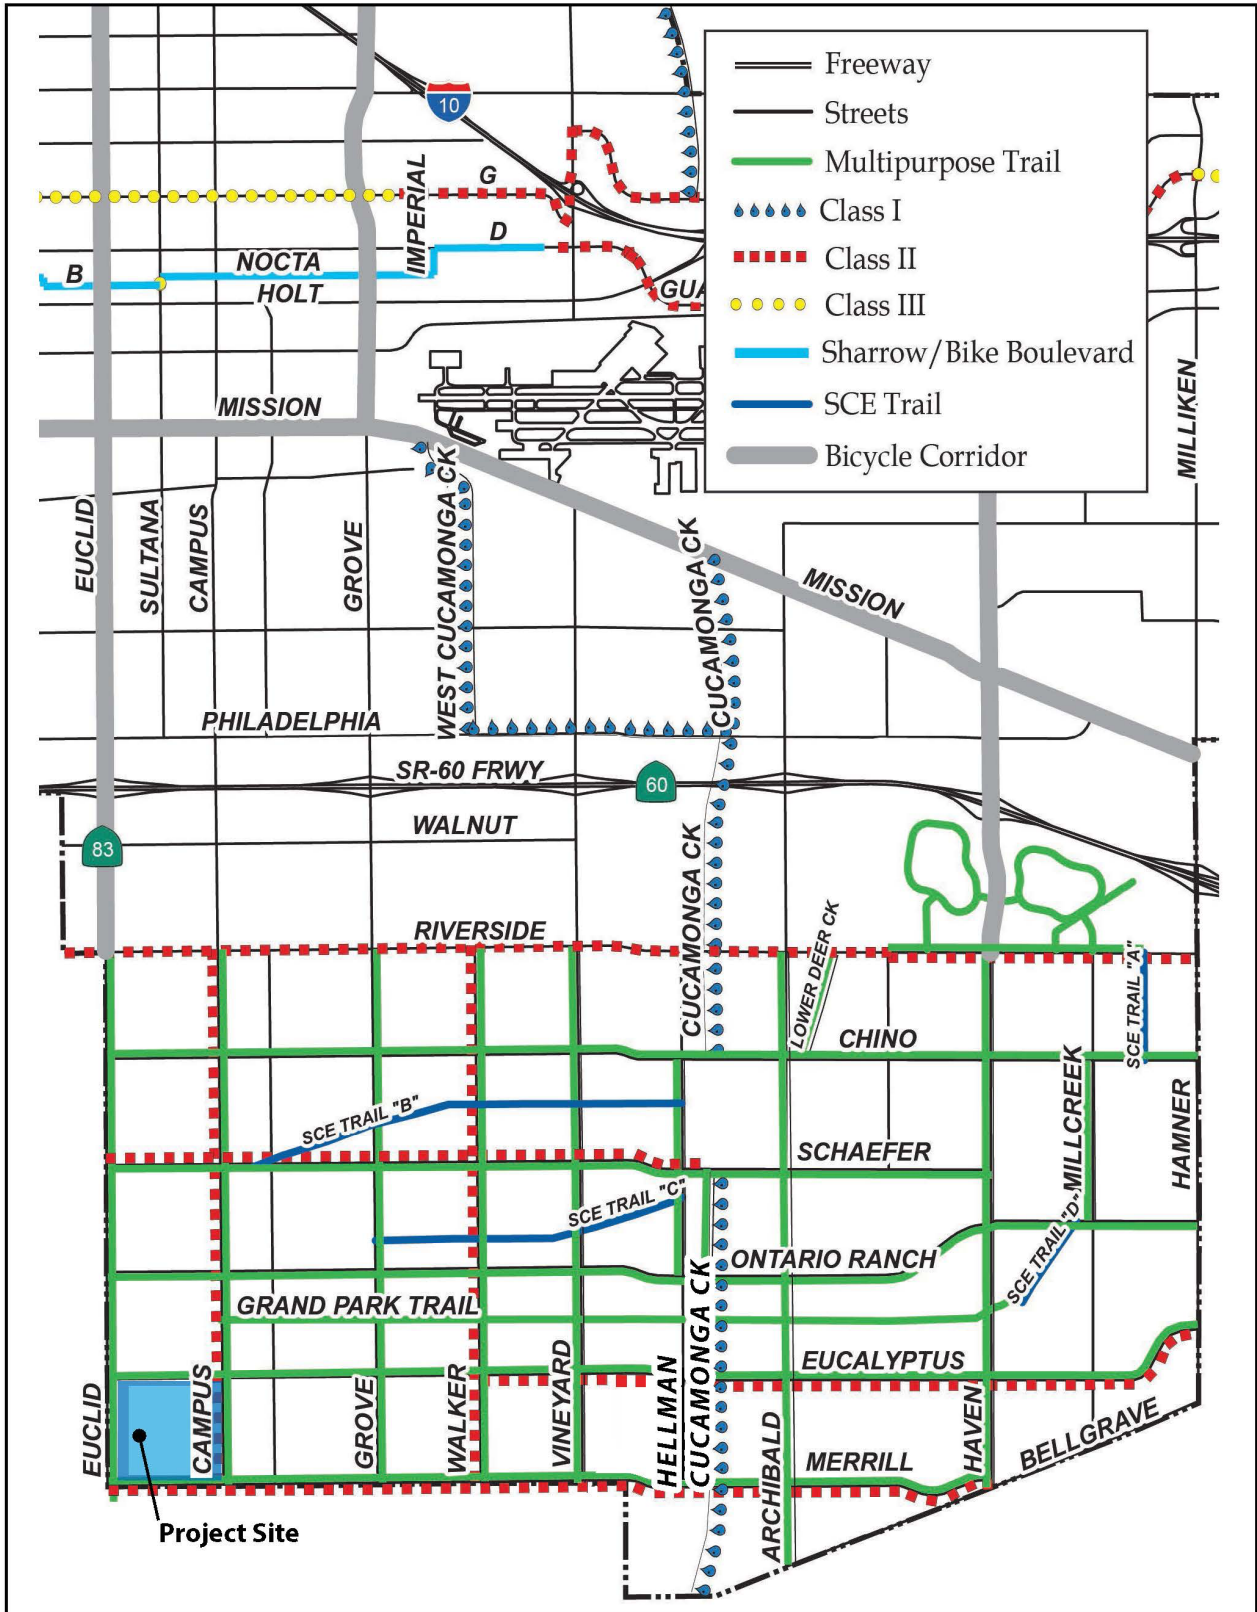 Freeway
Streets
Multipurpose Trail
Class I
Class II
Class III
Sharrow/Bike Boulevard
SCE Trail
Bicycle Corridor
10
G
IMPERIAL
D
B
NOCTA
HOLT
GUA
MISSION
MILLIKEN
EUCLID
SULTANA
CAMPUS
GROVE
WEST CUCAMONGA CK
CUCAMONGA CK
MISSION
PHILADELPHIA
SR-60 FRWY
60
WALNUT
83
CUCAMONGA CK
RIVERSIDE
LOWER DEER CK
SCE TRAIL "A"
CHINO
MILLCREEK
HAMNER
SCE TRAIL "B"
SCHAEFER
SCE TRAIL "C"
SCE TRAIL "D"
ONTARIO RANCH
GRAND PARK TRAIL
EUCALYPTUS
EUCLID
CAMPUS
GROVE
WALKER
VINEYARD
HELLMAN
CUCAMONGA CK
ARCHIBALD
HAVEN
BELLGRAVE
MERRILL
Project Site